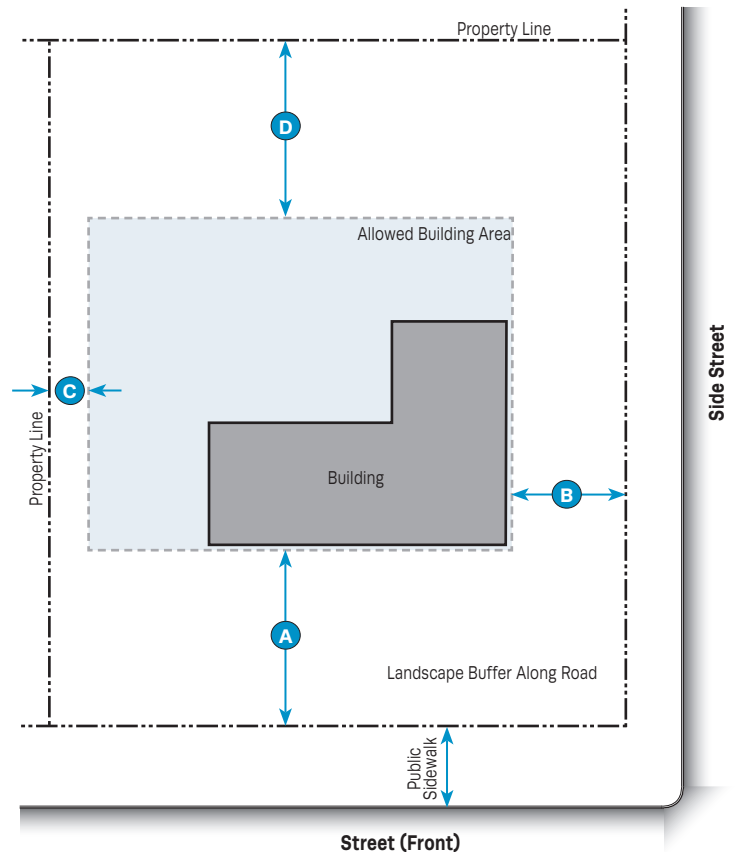 Property Line
D
Allowed Building Area
C
Property Line
Side Street
Building
B
A
Landscape Buffer Along Road
Public
Sidewalk
Street (Front)